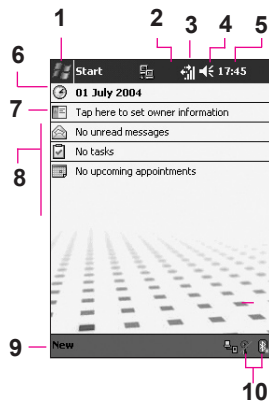 1 2 3 4 5
Start 17:45
6 01 July 2004
7 Tap here to set owner information
No unread messages
8 No tasks
No upcoming appointments
9 New
10